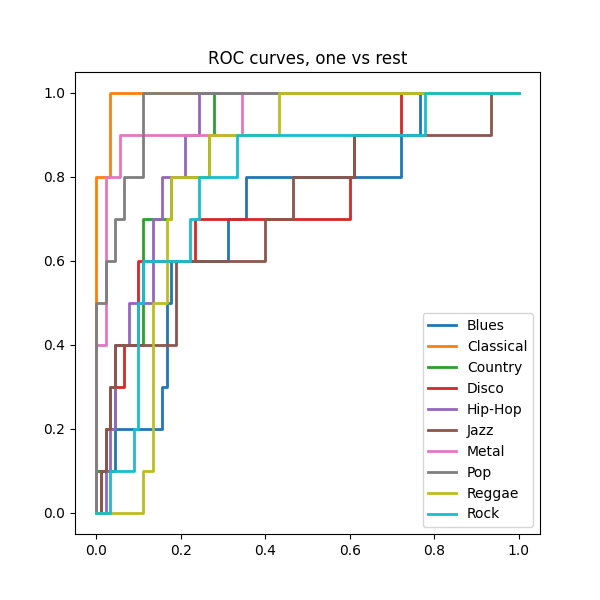 ROC curves, one vs rest
1.0
0.8
0.6
0.4
0.2
0.0
Blues
Classical
Country
Disco
Hip-Hop
Jazz
Metal
Pop
Reggae
Rock
0.0 0.2 0.4 0.6 0.8 1.0